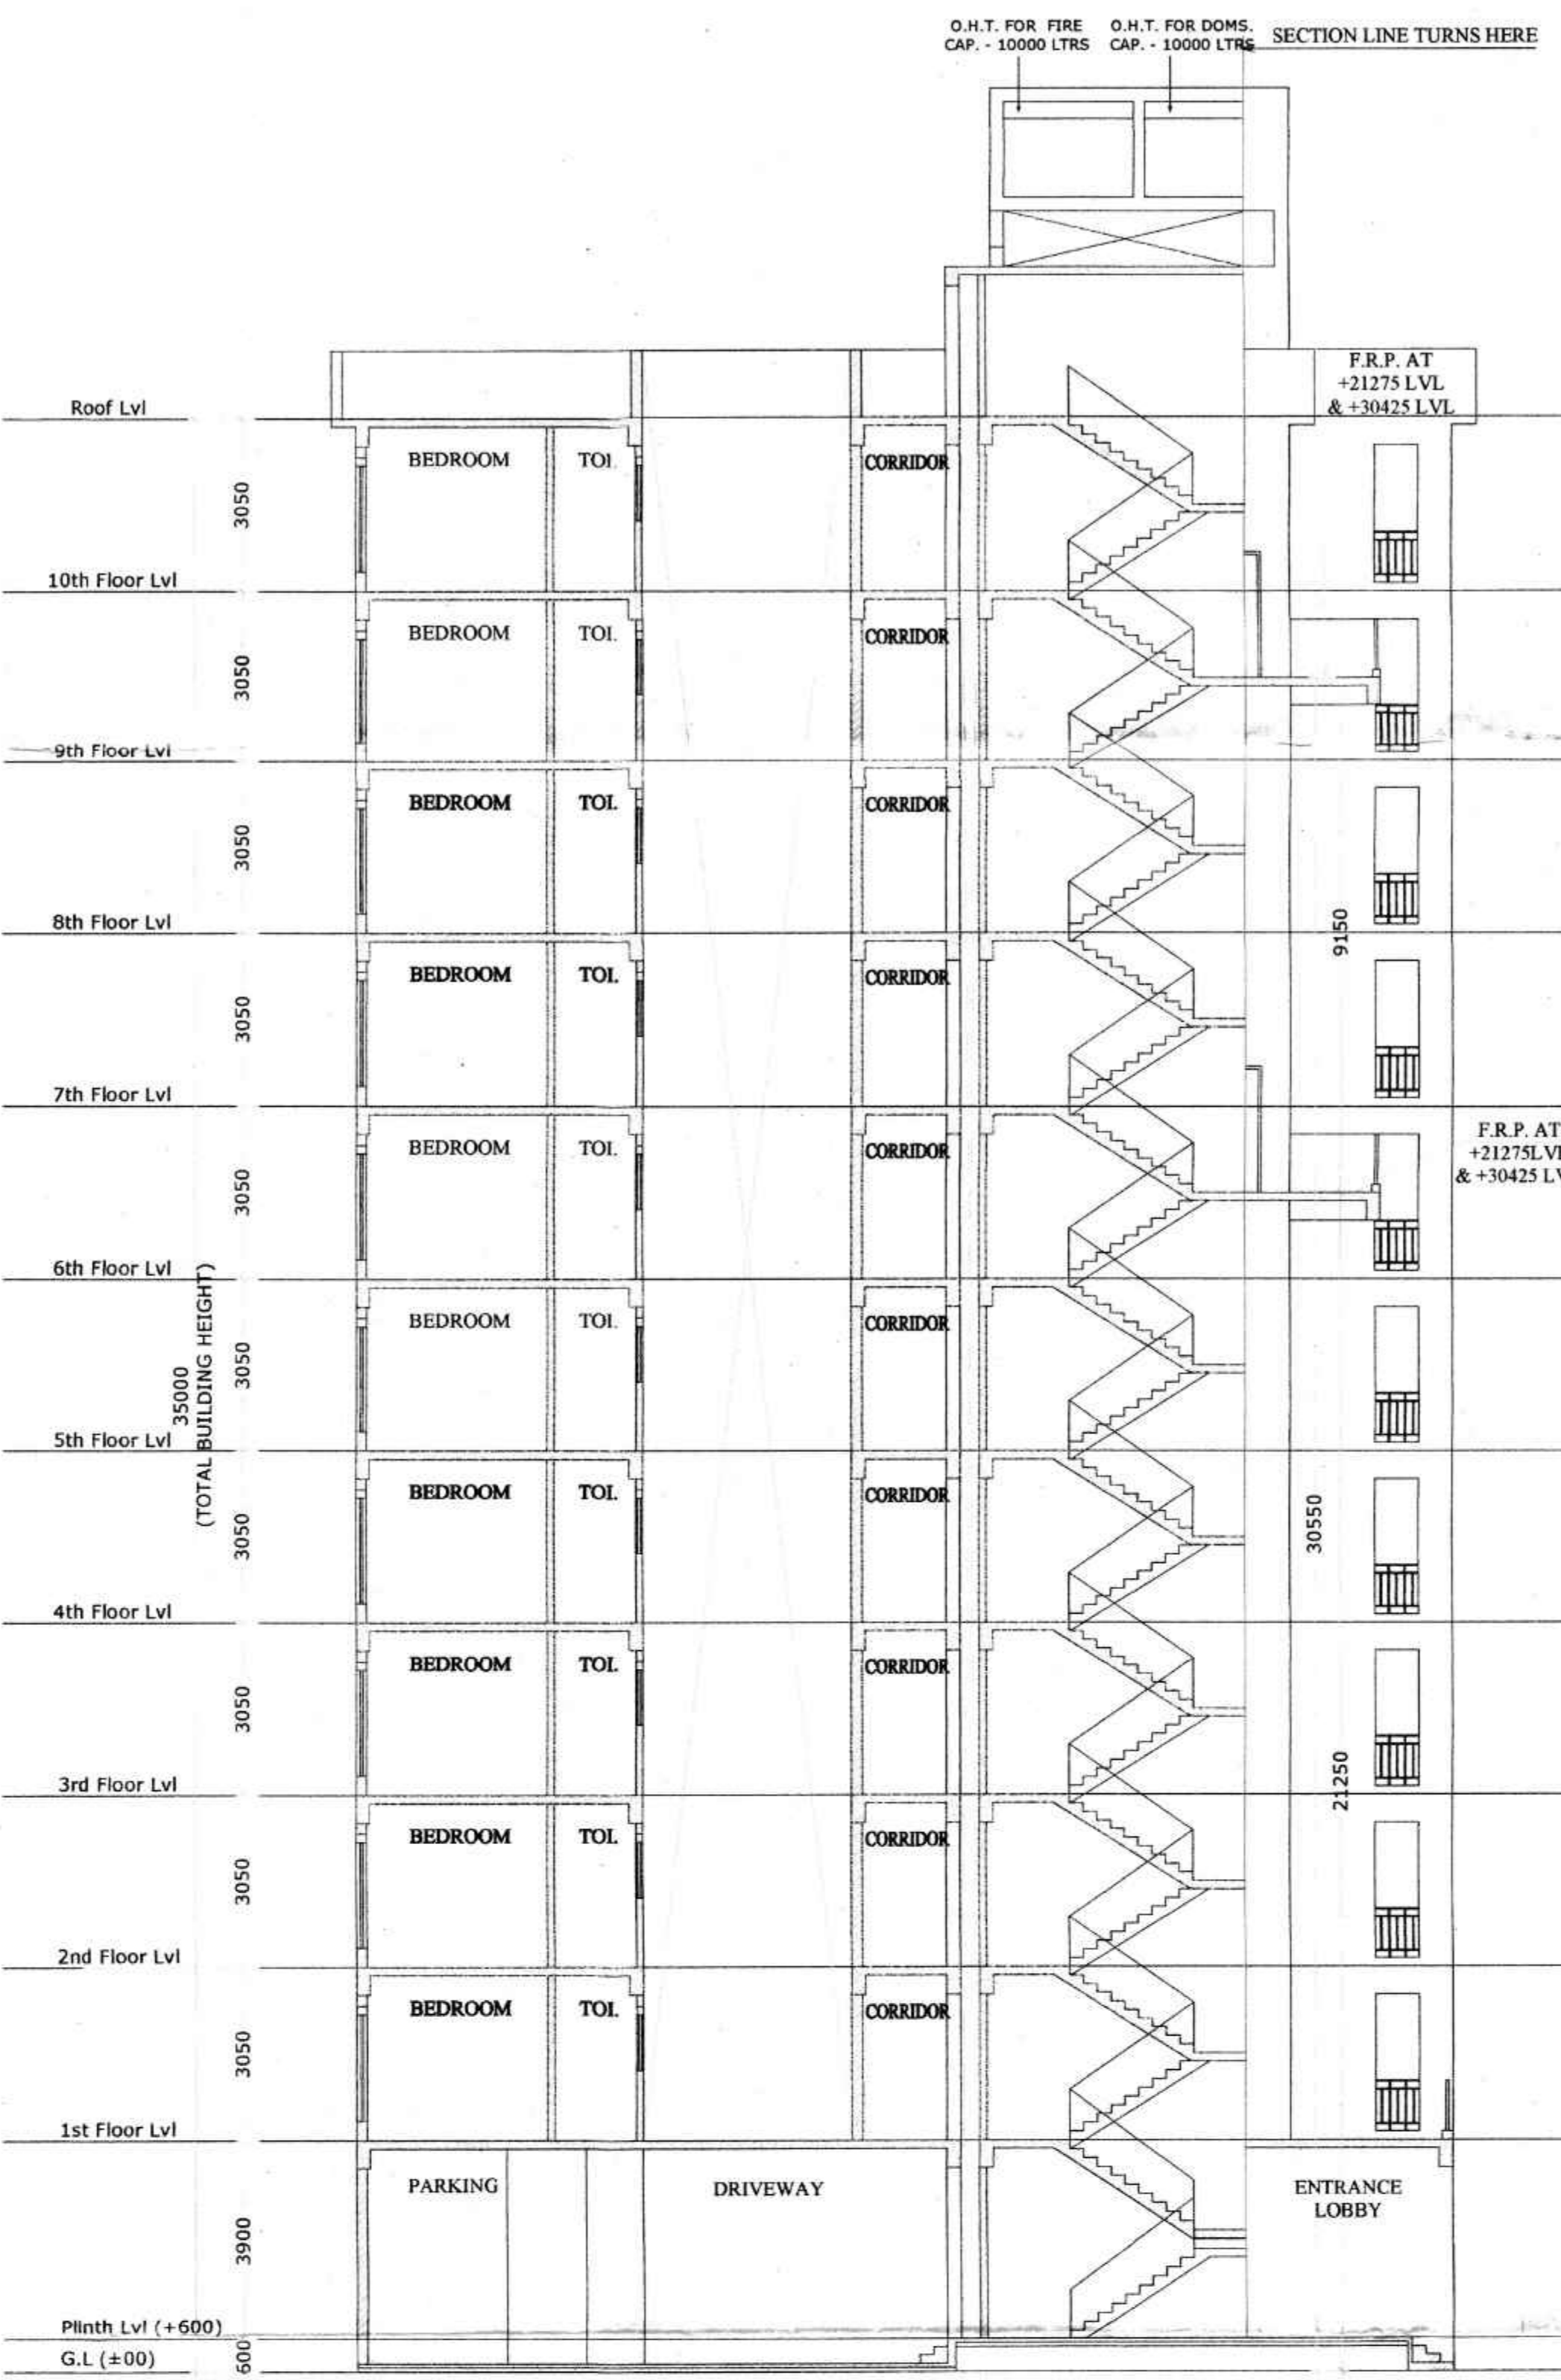 O.H.T. FOR FIRE
CAP. - 10000 LTRS
O.H.T. FOR DOMS.
CAP. - 10000 LTRS
SECTION LINE TURNS HERE
F.R.P. AT
+21275 LVL
& +30425 LVL
Roof Lvl
BEDROOM TOI. CORRIDOR
3050
10th Floor Lvl
BEDROOM TOI. CORRIDOR
3050
9th Floor Lvl
BEDROOM TOI. CORRIDOR
3050
8th Floor Lvl
9150
BEDROOM TOI. CORRIDOR
3050
7th Floor Lvl
F.R.P. AT
+21275LVL
& +30425 LV
BEDROOM TOI. CORRIDOR
3050
6th Floor Lvl
BEDROOM TOI. CORRIDOR
3050
35000
(TOTAL BUILDING HEIGHT)
5th Floor Lvl
BEDROOM TOI. CORRIDOR
3050
30550
4th Floor Lvl
BEDROOM TOI. CORRIDOR
3050
3rd Floor Lvl
21250
BEDROOM TOI. CORRIDOR
3050
2nd Floor Lvl
BEDROOM TOI. CORRIDOR
3050
1st Floor Lvl
PARKING DRIVEWAY
ENTRANCE
LOBBY
3900
Plinth Lvl (+600)
600
G.L (±00)